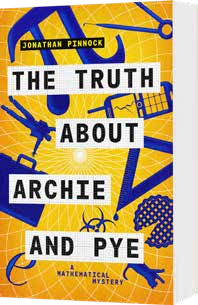 JONATHAN PINNOCK
THE TRUTH
ABOUT
ARCHIE
AND PYE
A
MATHEMATICAL
MYSTERY